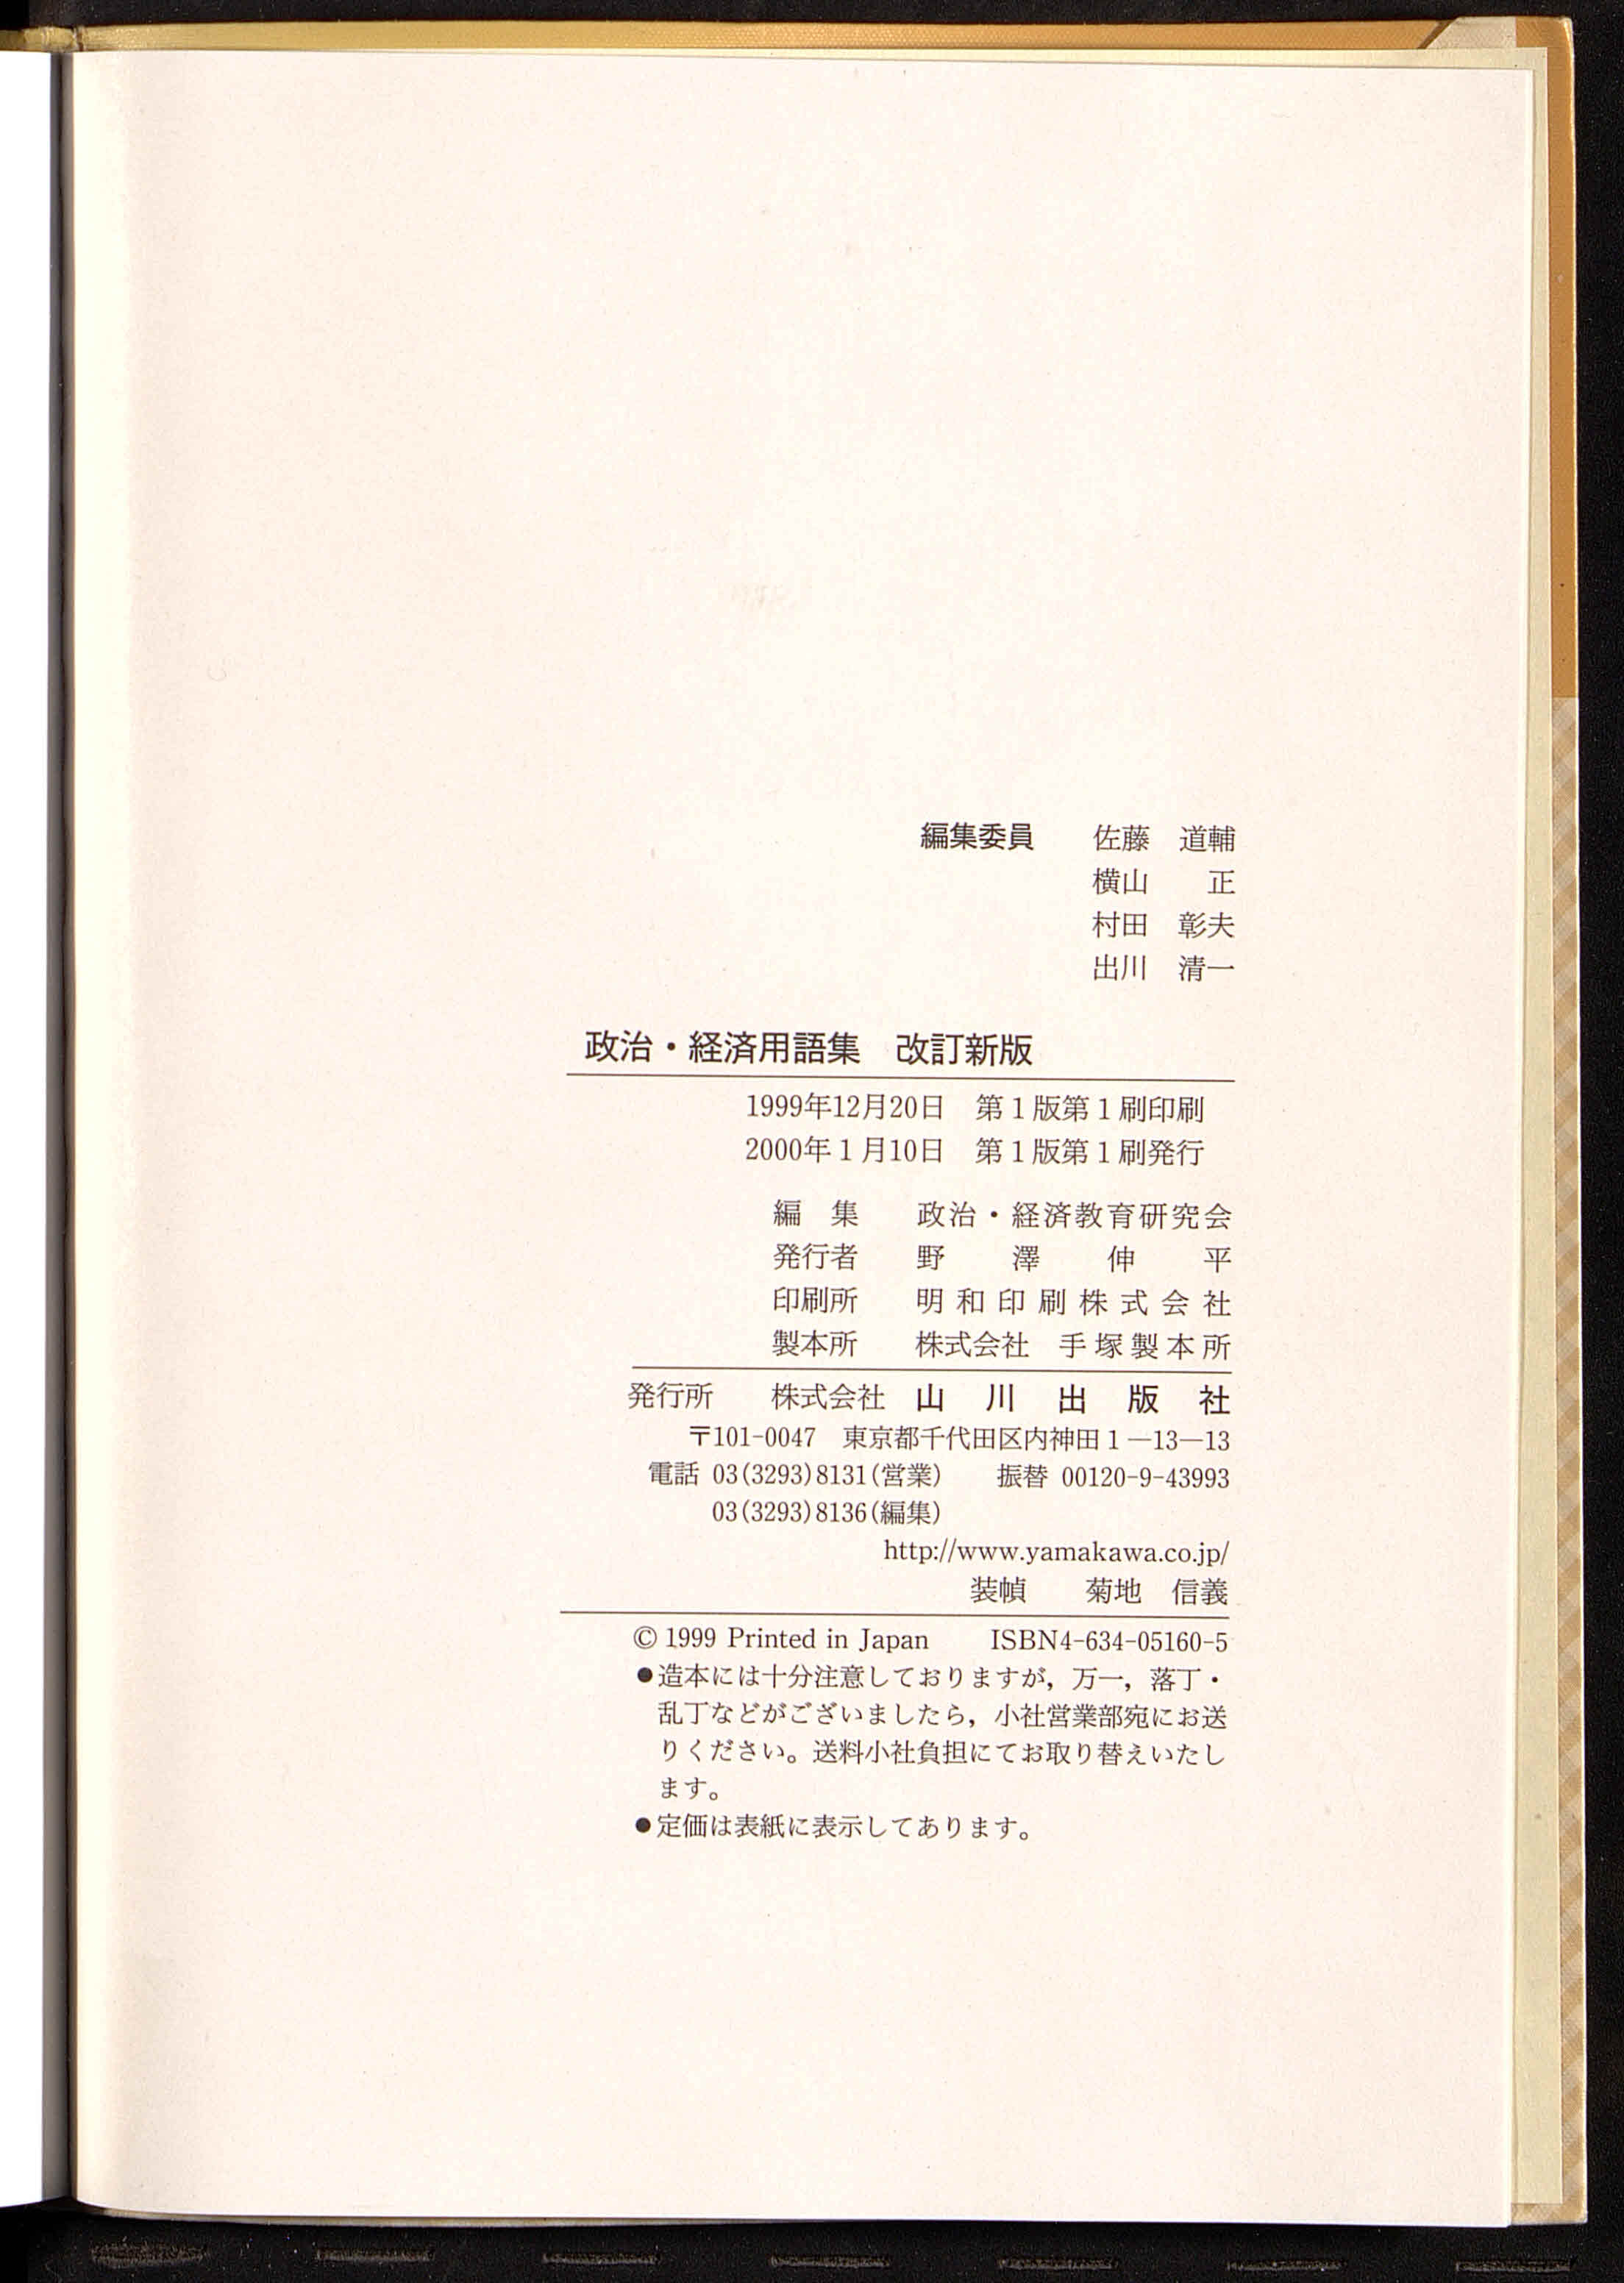 編集委員　佐藤　道輔
横山　　正
村田　彰夫
出川　清一
政治・経済用語集　改訂新版
1999年12月20日　第1版第1刷印刷
2000年1月10日　第1版第1刷発行
編　集　政治・経済教育研究会
発行者　野澤伸平
印刷所　明和印刷株式会社
製本所　株式会社　手塚製本所
発行所　株式会社　山川出版社
〒101-0047　東京都千代田区内神田1―13―13
電話 03(3293)8131(営業)　振替 00120-9-43993
03(3293)8136(編集)
http://www.yamakawa.co.jp/
装幀　菊地　信義
© 1999 Printed in Japan　ISBN4-634-05160-5
●造本には十分注意しておりますが，万一，落丁・
乱丁などがございましたら，小社営業部宛にお送
りください。送料小社負担にてお取り替えいたし
ます。
●定価は表紙に表示してあります。